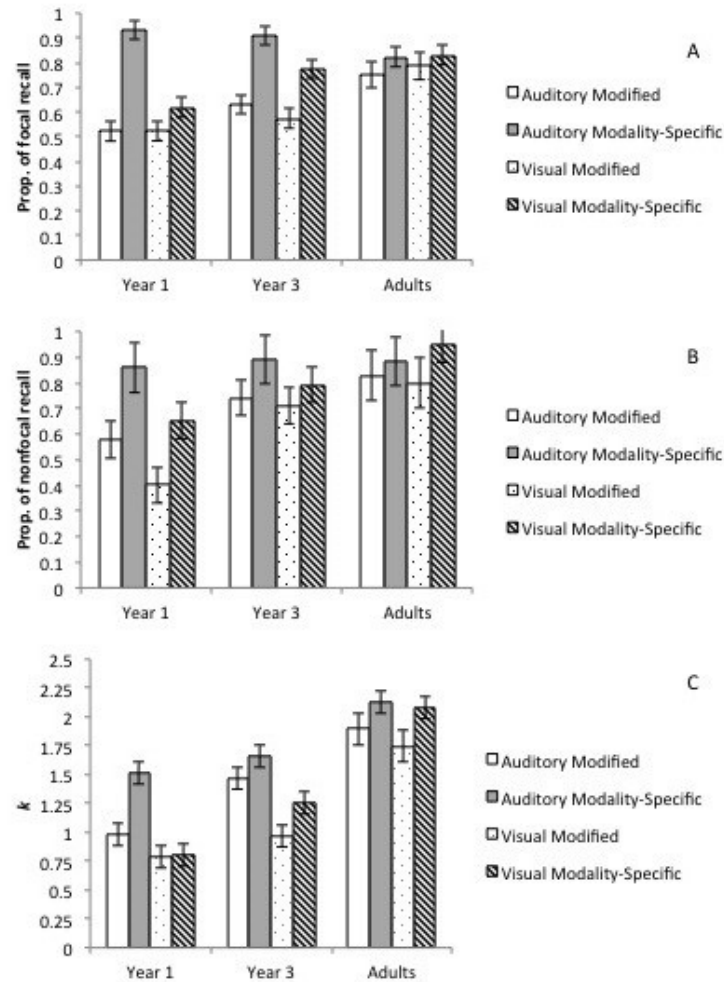 A
Prop. of focal recall
1
0.9
0.8
0.7
0.6
0.5
0.4
0.3
0.2
0.1
0
Year 1
Year 3
Adults
Auditory Modified
Auditory Modality-Specific
Visual Modified
Visual Modality-Specific
B
Prop. of nonfocal recall
1
0.9
0.8
0.7
0.6
0.5
0.4
0.3
0.2
0.1
0
Year 1
Year 3
Adults
Auditory Modified
Auditory Modality-Specific
Visual Modified
Visual Modality-Specific
C
k
2.5
2.25
2
1.75
1.5
1.25
1
0.75
0.5
0.25
0
Year 1
Year 3
Adults
Auditory Modified
Auditory Modality-Specific
Visual Modified
Visual Modality-Specific